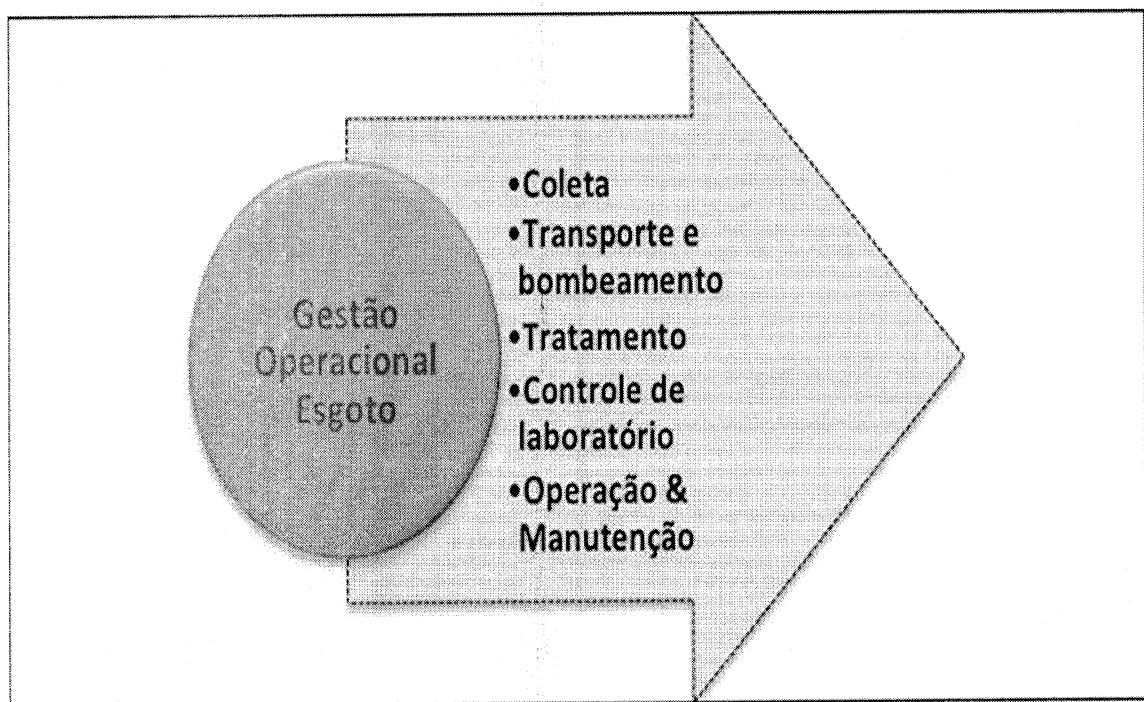 Gestão
Operacional
Esgoto
•Coleta
•Transporte e
bombeamento
•Tratamento
•Controle de
laboratório
•Operação &
Manutenção